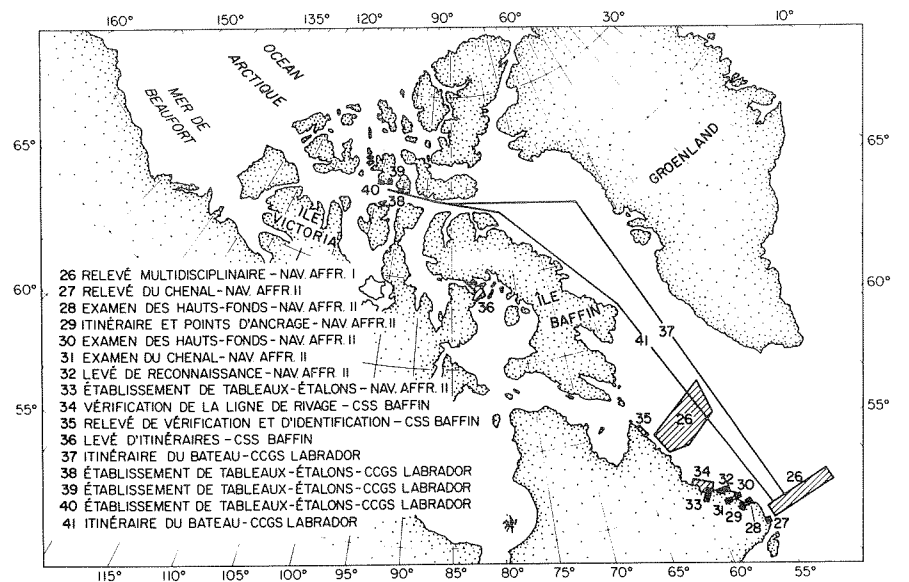 160° 150° 135° 120° 90° 60° 30° 10°
OCEAN
ARCTIQUE
MER DE
BEAUFORT
65°
65°
GROENLAND
39
40
38
ÎLE
VICTORIA
26 RELEVÉ MULTIDISCIPLINAIRE-NAV. AFFR. I
27 RELEVÉ DU CHENAL-NAV. AFFR. II
28 EXAMEN DES HAUTS-FONDS-NAV. AFFR. II
29 ITINÉRAIRE ET POINTS D'ANCRAGE-NAV. AFFR. II
30 EXAMEN DES HAUTS-FONDS-NAV. AFFR. II
31 EXAMEN DU CHENAL-NAV. AFFR. II
32 LEVÉ DE RECONNAISSANCE-NAV. AFFR. II
33 ÉTABLISSEMENT DE TABLEAUX-ÉTALONS-NAV. AFFR. II
34 VÉRIFICATION DE LA LIGNE DE RIVAGE-CSS BAFFIN
35 RELEVÉ DE VÉRIFICATION ET D'IDENTIFICATION-CSS BAFFIN
36 LEVÉ D'ITINÉRAIRES-CSS BAFFIN
37 ITINÉRAIRE DU BATEAU-CCGS LABRADOR
38 ÉTABLISSEMENT DE TABLEAUX-ÉTALONS-CCGS LABRADOR
39 ÉTABLISSEMENT DE TABLEAUX-ÉTALONS-CCGS LABRADOR
40 ÉTABLISSEMENT DE TABLEAUX-ÉTALONS-CCGS LABRADOR
41 ITINÉRAIRE DU BATEAU-CCGS LABRADOR
60°
60°
36
ÎLE
BAFFIN
37
41
55°
55°
35
26
34
32
30
26
33
31
29
28
27
115° 110° 105° 100° 95° 90° 85° 80° 75° 70° 65° 60° 55°